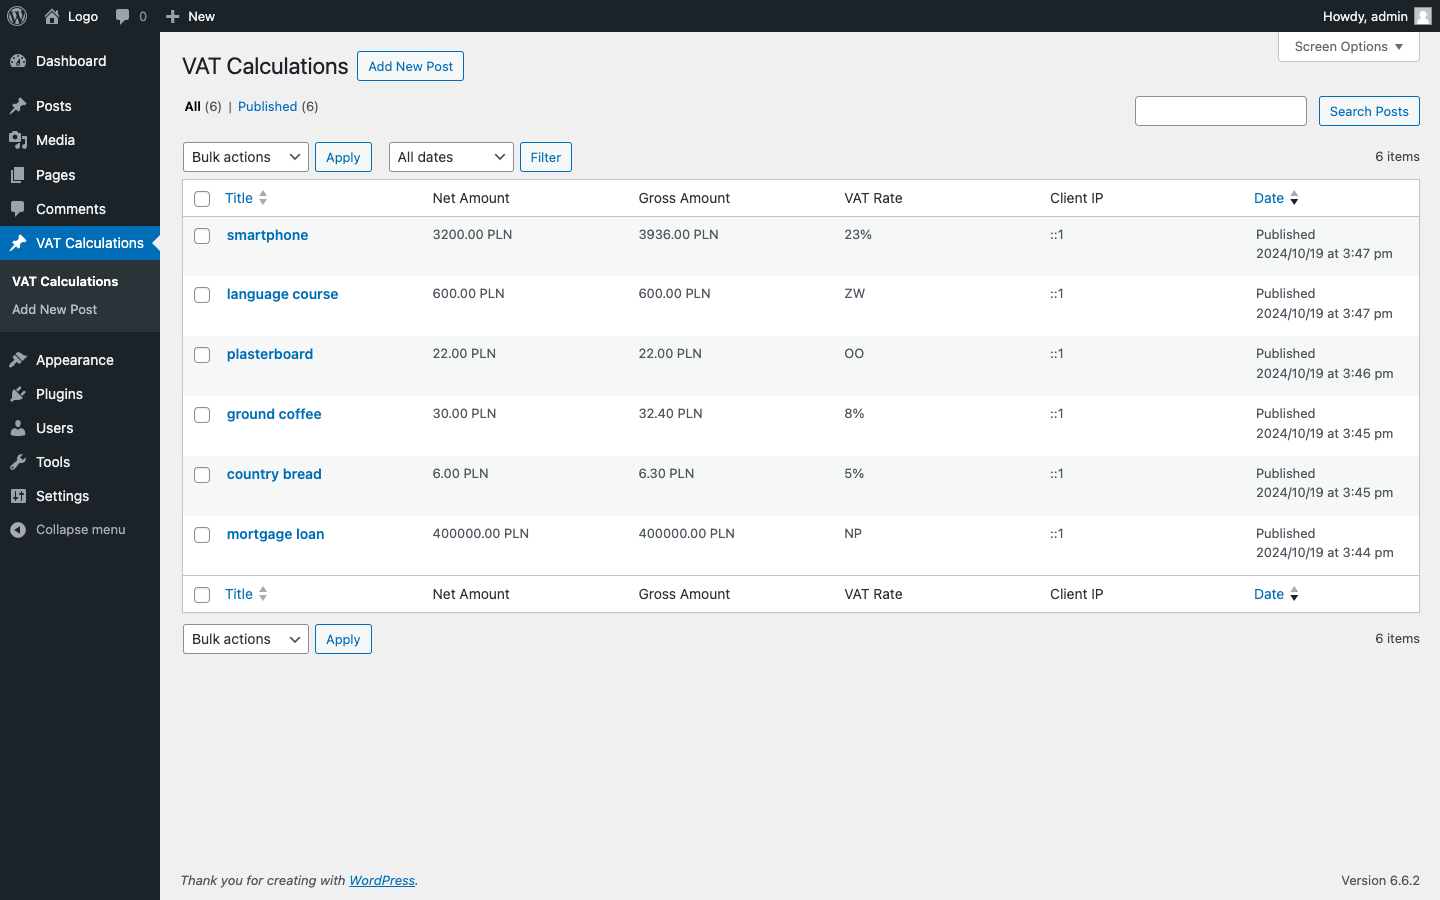 Logo 0 New Howdy, admin
Screen Options
Dashboard
Posts
Media
Pages
Comments
VAT Calculations
VAT Calculations
Add New Post
Appearance
Plugins
Users
Tools
Settings
Collapse menu
VAT Calculations Add New Post
All (6) | Published (6)
Search Posts
Bulk actions Apply All dates Filter 6 items
Title Net Amount Gross Amount VAT Rate Client IP Date
smartphone 3200.00 PLN 3936.00 PLN 23% ::1 Published
2024/10/19 at 3:47 pm
language course 600.00 PLN 600.00 PLN ZW ::1 Published
2024/10/19 at 3:47 pm
plasterboard 22.00 PLN 22.00 PLN OO ::1 Published
2024/10/19 at 3:46 pm
ground coffee 30.00 PLN 32.40 PLN 8% ::1 Published
2024/10/19 at 3:45 pm
country bread 6.00 PLN 6.30 PLN 5% ::1 Published
2024/10/19 at 3:45 pm
mortgage loan 400000.00 PLN 400000.00 PLN NP ::1 Published
2024/10/19 at 3:44 pm
Title Net Amount Gross Amount VAT Rate Client IP Date
Bulk actions Apply 6 items
Thank you for creating with WordPress. Version 6.6.2